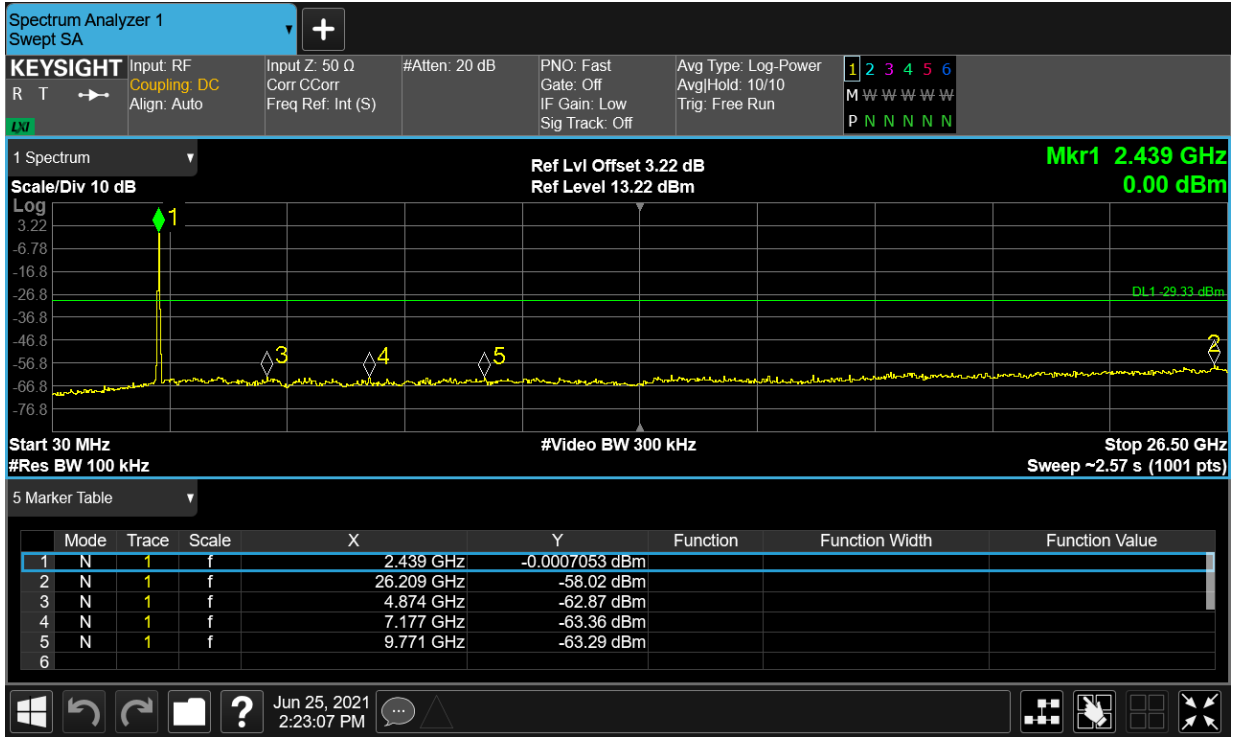 Spectrum Analyzer 1
Swept SA
KEYSIGHT
R T
LXI
Input: RF
Coupling: DC
Align: Auto
Input Z: 50 Ω
Corr CCorr
Freq Ref: Int (S)
#Atten: 20 dB
PNO: Fast
Gate: Off
IF Gain: Low
Sig Track: Off
Avg Type: Log-Power
Avg|Hold: 10/10
Trig: Free Run
1 2 3 4 5 6
M W W W W W
P N N N N N
1 Spectrum
Ref Lvl Offset 3.22 dB
Mkr1 2.439 GHz
Scale/Div 10 dB
Ref Level 13.22 dBm
0.00 dBm
Log
1
3.22
-6.78
-16.8
-26.8
DL1 -29.33 dBm
-36.8
-46.8
2
3
4
5
-56.8
-66.8
-76.8
Start 30 MHz
#Video BW 300 kHz
Stop 26.50 GHz
#Res BW 100 kHz
Sweep ~2.57 s (1001 pts)
5 Marker Table
Mode Trace Scale X Y Function Function Width Function Value
1 N 1 f 2.439 GHz -0.0007053 dBm
2 N 1 f 26.209 GHz -58.02 dBm
3 N 1 f 4.874 GHz -62.87 dBm
4 N 1 f 7.177 GHz -63.36 dBm
5 N 1 f 9.771 GHz -63.29 dBm
6
?
Jun 25, 2021
2:23:07 PM